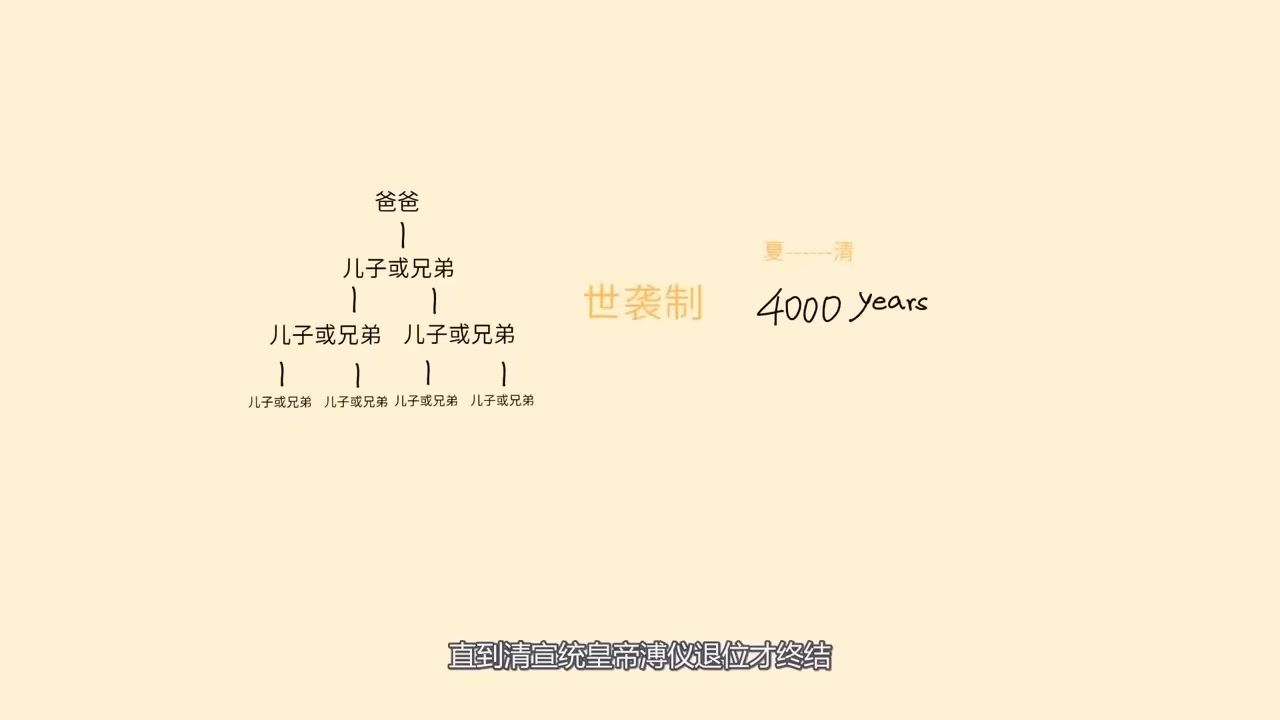 爸爸
儿子或兄弟
儿子或兄弟 儿子或兄弟
儿子或兄弟 儿子或兄弟 儿子或兄弟 儿子或兄弟
世袭制
夏------清
4000 years
直到清宣统皇帝溥仪退位才终结